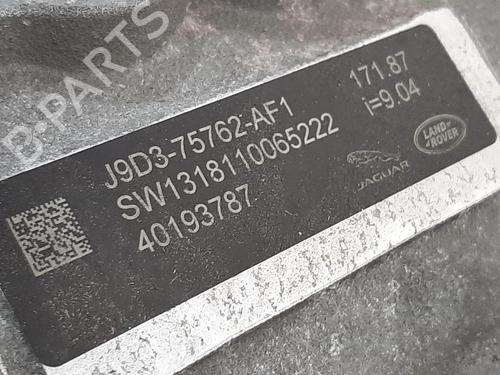 B-PARTS
J9D3-75762-AF1
SW1318110065222
40193787
171.87
i=9.04
JAGUAR
LAND
ROVER